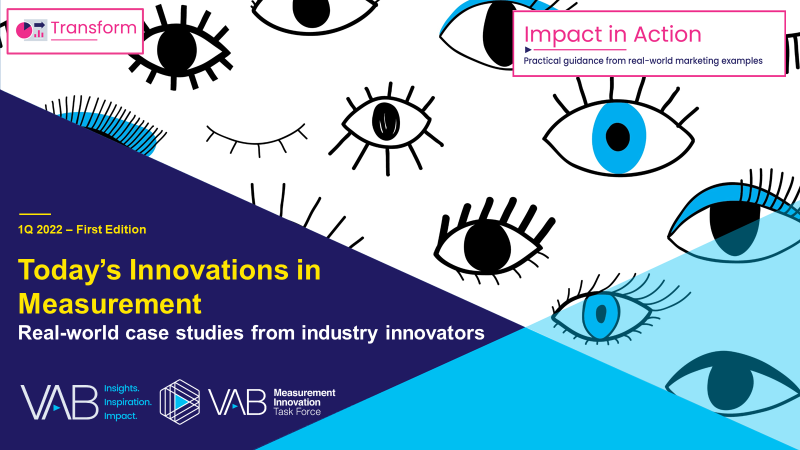 Transform
Impact in Action
Practical guidance from real-world marketing examples
1Q 2022 – First Edition
Today’s Innovations in
Measurement
Real-world case studies from industry innovators
VAB
Insights.
Inspiration.
Impact.
VAB
Measurement
Innovation
Task Force